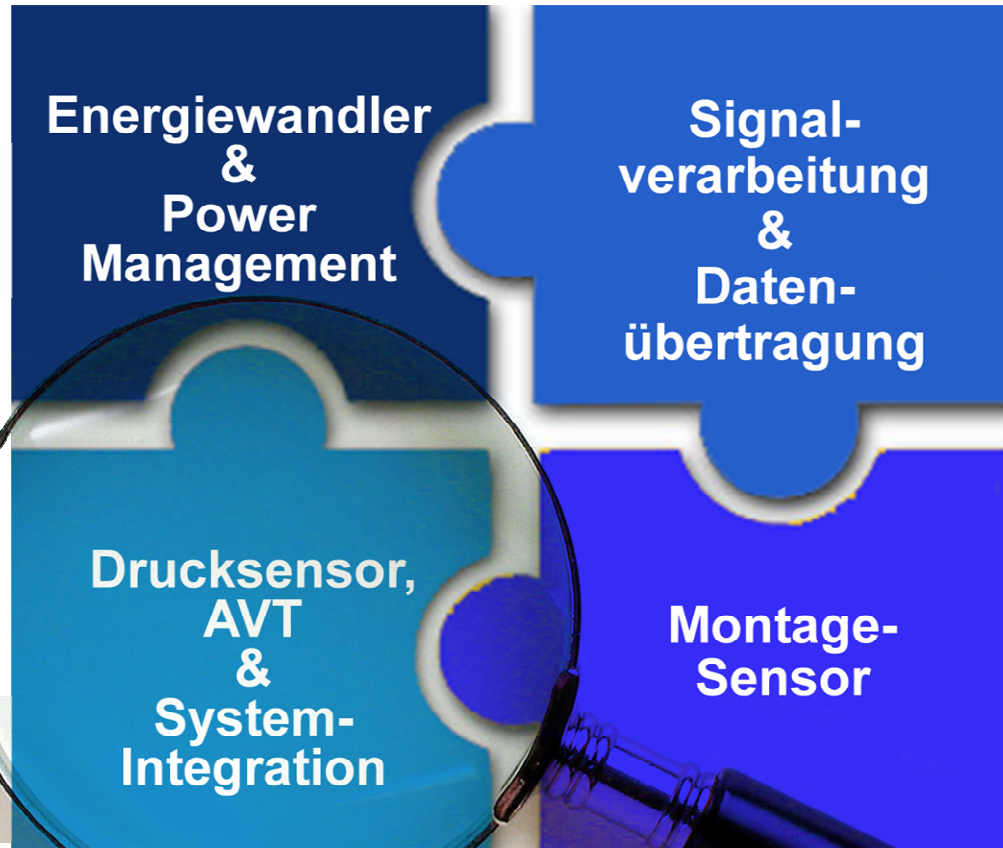 Energiewandler
&
Power
Management
Signal-
verarbeitung
&
Daten-
übertragung
Drucksensor,
AVT
&
System-
Integration
Montage-
Sensor